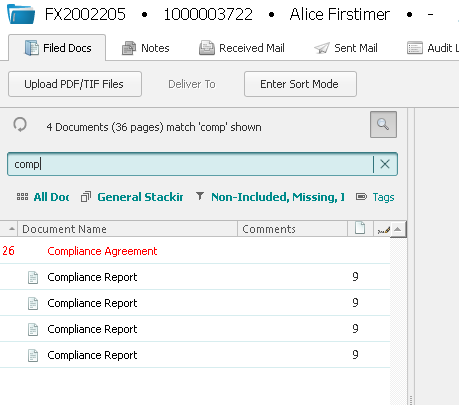 FX2002205 • 1000003722 • Alice Firstimer • -
Filed Docs Notes Received Mail Sent Mail Audit L
Upload PDF/TIF Files Deliver To Enter Sort Mode
4 Documents (36 pages) match 'comp' shown
comp
All Doc General Stackin Non-Included, Missing, I Tags
Document Name Comments
26 Compliance Agreement
Compliance Report 9
Compliance Report 9
Compliance Report 9
Compliance Report 9